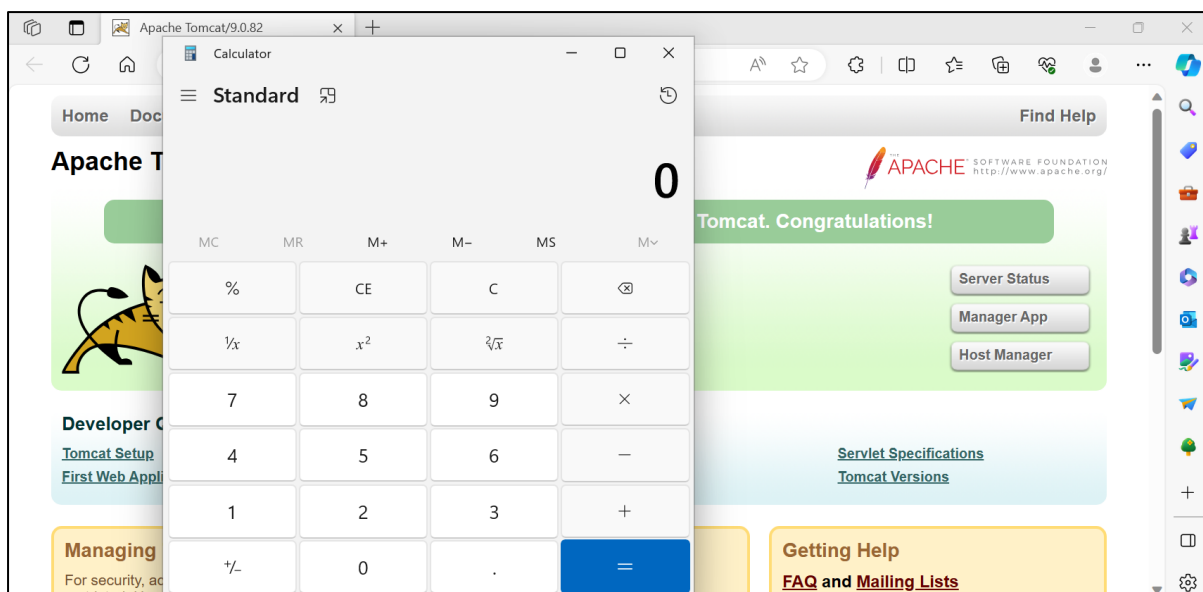 Apache Tomcat/9.0.82
Calculator
Standard
Home
Doc
Find Help
0
Apache T
THE
APACHE SOFTWARE FOUNDATION
http://www.apache.org/
Tomcat. Congratulations!
MC MR M+ M− MS M
% CE C
Server Status
Manager App
Host Manager
¹/x x² ²√x ÷
7 8 9 ×
Developer
Tomcat Setup
First Web Appli
4 5 6 −
Servlet Specifications
Tomcat Versions
1 2 3 +
Managing
For security, ac
+/− 0 . =
Getting Help
FAQ and Mailing Lists